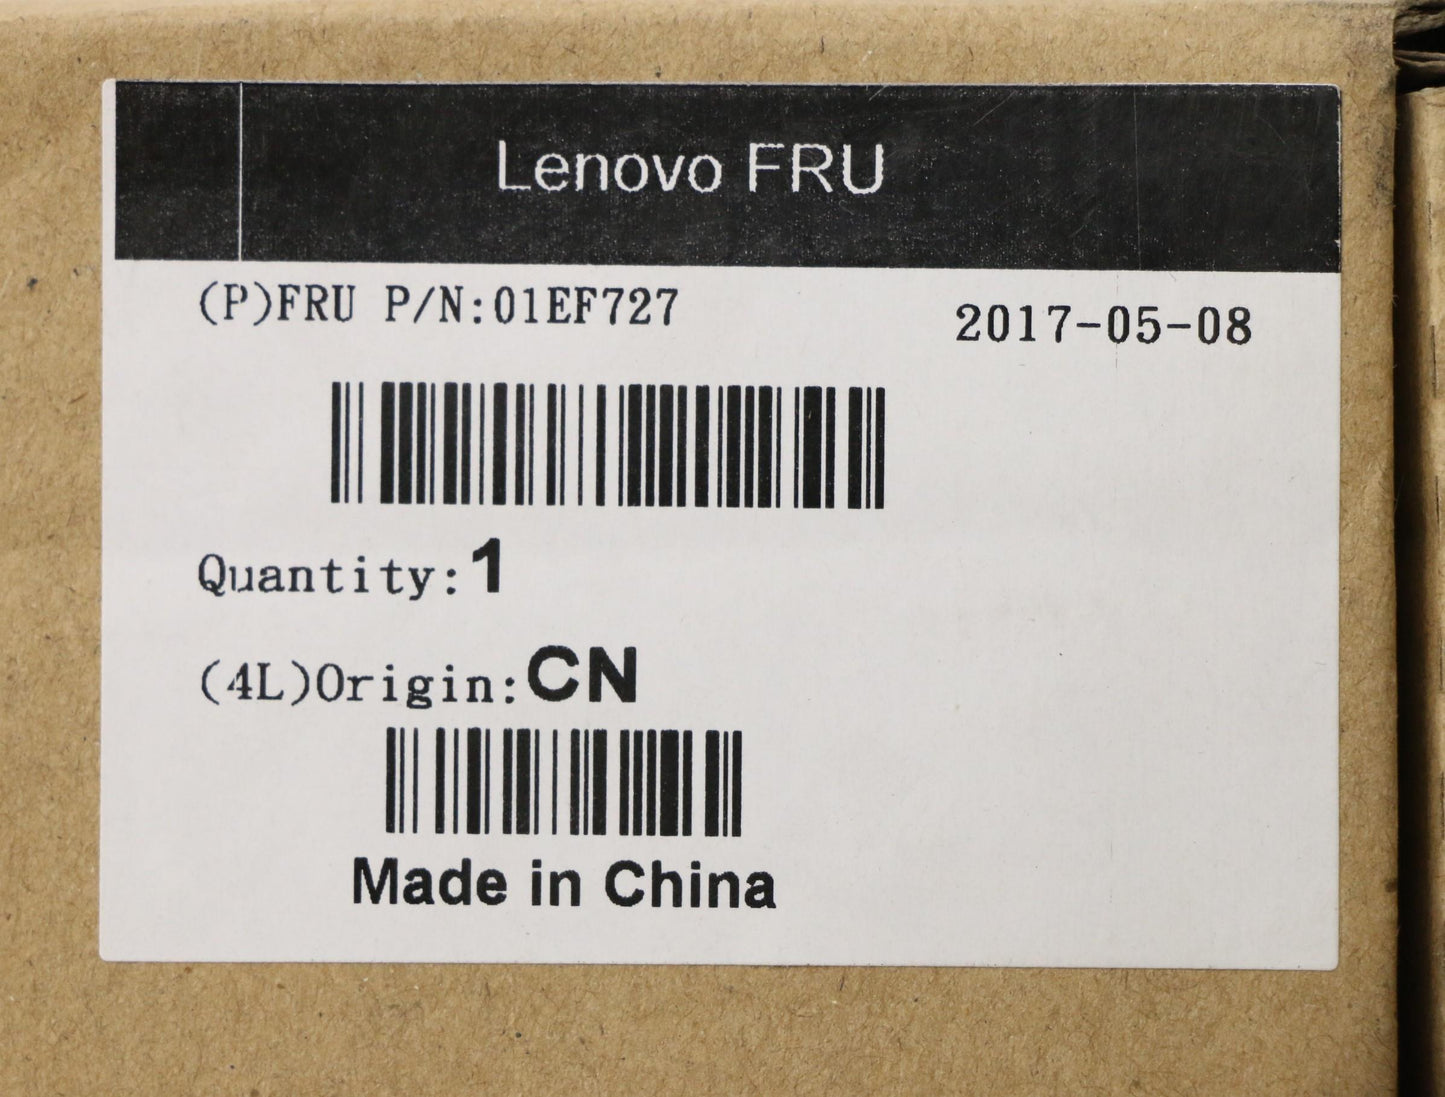 Lenovo FRU
(P)FRU P/N:01EF727
2017-05-08
Quantity:1
(4L)Origin:CN
Made in China